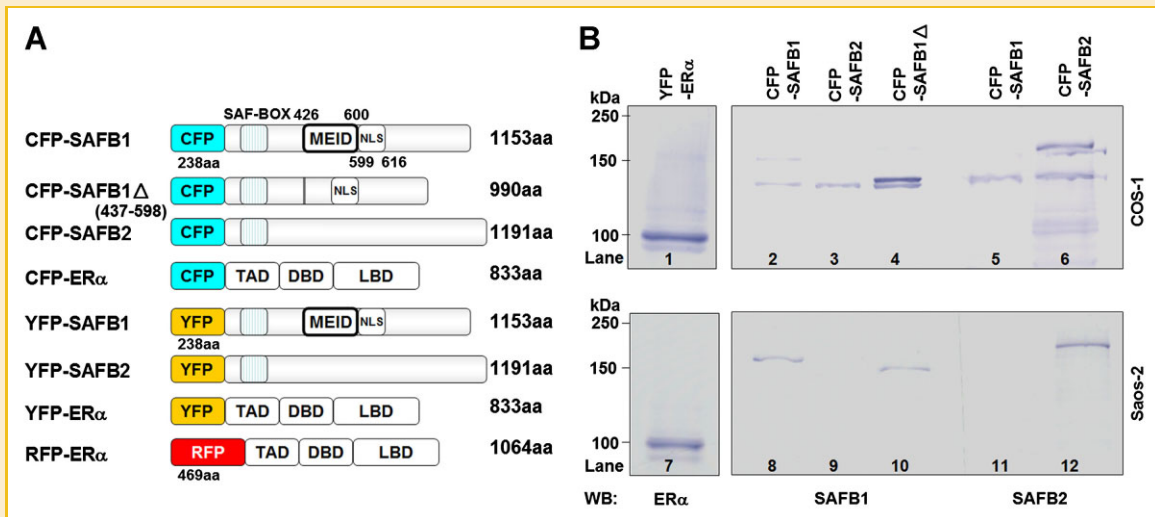 A
SAF-BOX 426 600
CFP-SAFB1 CFP MEID NLS 1153aa
238aa 599 616
CFP-SAFB1Δ CFP NLS 990aa
(437-598)
CFP-SAFB2 CFP 1191aa
CFP-ERα CFP TAD DBD LBD 833aa
YFP-SAFB1 YFP MEID NLS 1153aa
238aa
YFP-SAFB2 YFP 1191aa
YFP-ERα YFP TAD DBD LBD 833aa
RFP-ERα RFP TAD DBD LBD 1064aa
469aa
B
YFP
-ERα
CFP
-SAFB1
CFP
-SAFB2
CFP
-SAFB1Δ
CFP
-SAFB1
CFP
-SAFB2
kDa
250
150
100
Lane 1 2 3 4 5 6
COS-1
kDa
250
150
100
Lane 7 8 9 10 11 12
Saos-2
WB: ERα SAFB1 SAFB2